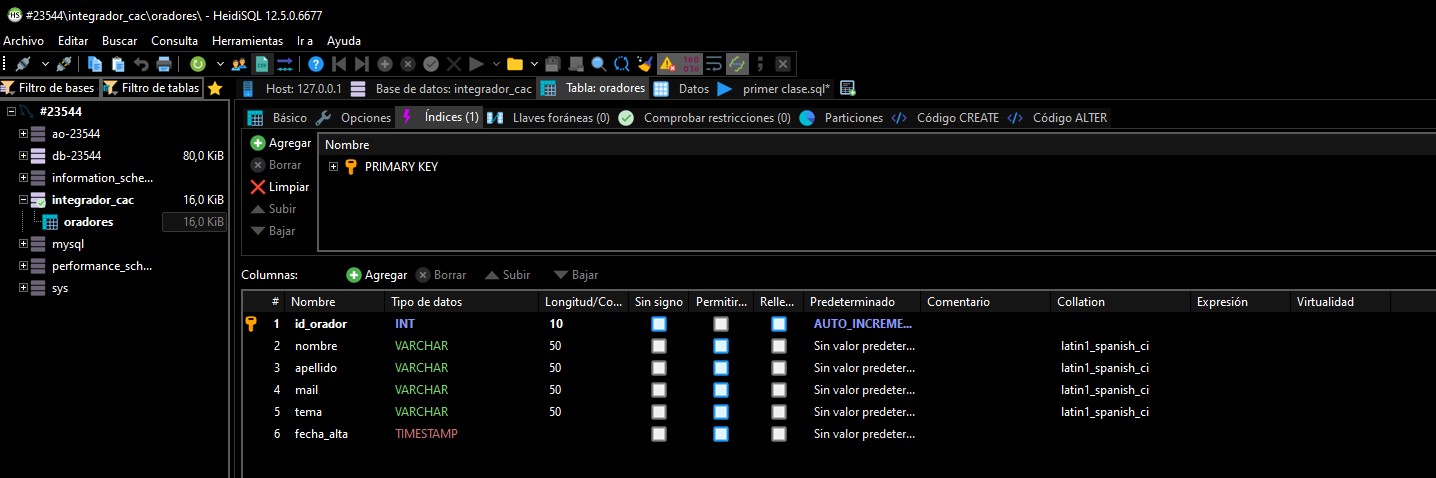 HS #23544\integrador_cac\oradores\ - HeidiSQL 12.5.0.6677
Archivo Editar Buscar Consulta Herramientas Ir a Ayuda
Filtro de bases Filtro de tablas Host: 127.0.0.1 Base de datos: integrador_cac Tabla: oradores Datos primer clase.sql*
#23544
ao-23544
db-23544 80,0 KiB
information_sche...
integrador_cac 16,0 KiB
oradores 16,0 KiB
mysql
performance_sch...
sys
Básico Opciones Índices (1) Llaves foráneas (0) Comprobar restricciones (0) Particiones Código CREATE Código ALTER
Agregar
Borrar
Limpiar
Subir
Bajar
Nombre
PRIMARY KEY
Columnas: Agregar Borrar Subir Bajar
# Nombre Tipo de datos Longitud/Co... Sin signo Permitir... Relle... Predeterminado Comentario Collation Expresión Virtualidad
1 id_orador INT 10 AUTO_INCREME...
2 nombre VARCHAR 50 Sin valor predeter... latin1_spanish_ci
3 apellido VARCHAR 50 Sin valor predeter... latin1_spanish_ci
4 mail VARCHAR 50 Sin valor predeter... latin1_spanish_ci
5 tema VARCHAR 50 Sin valor predeter... latin1_spanish_ci
6 fecha_alta TIMESTAMP Sin valor predeter...